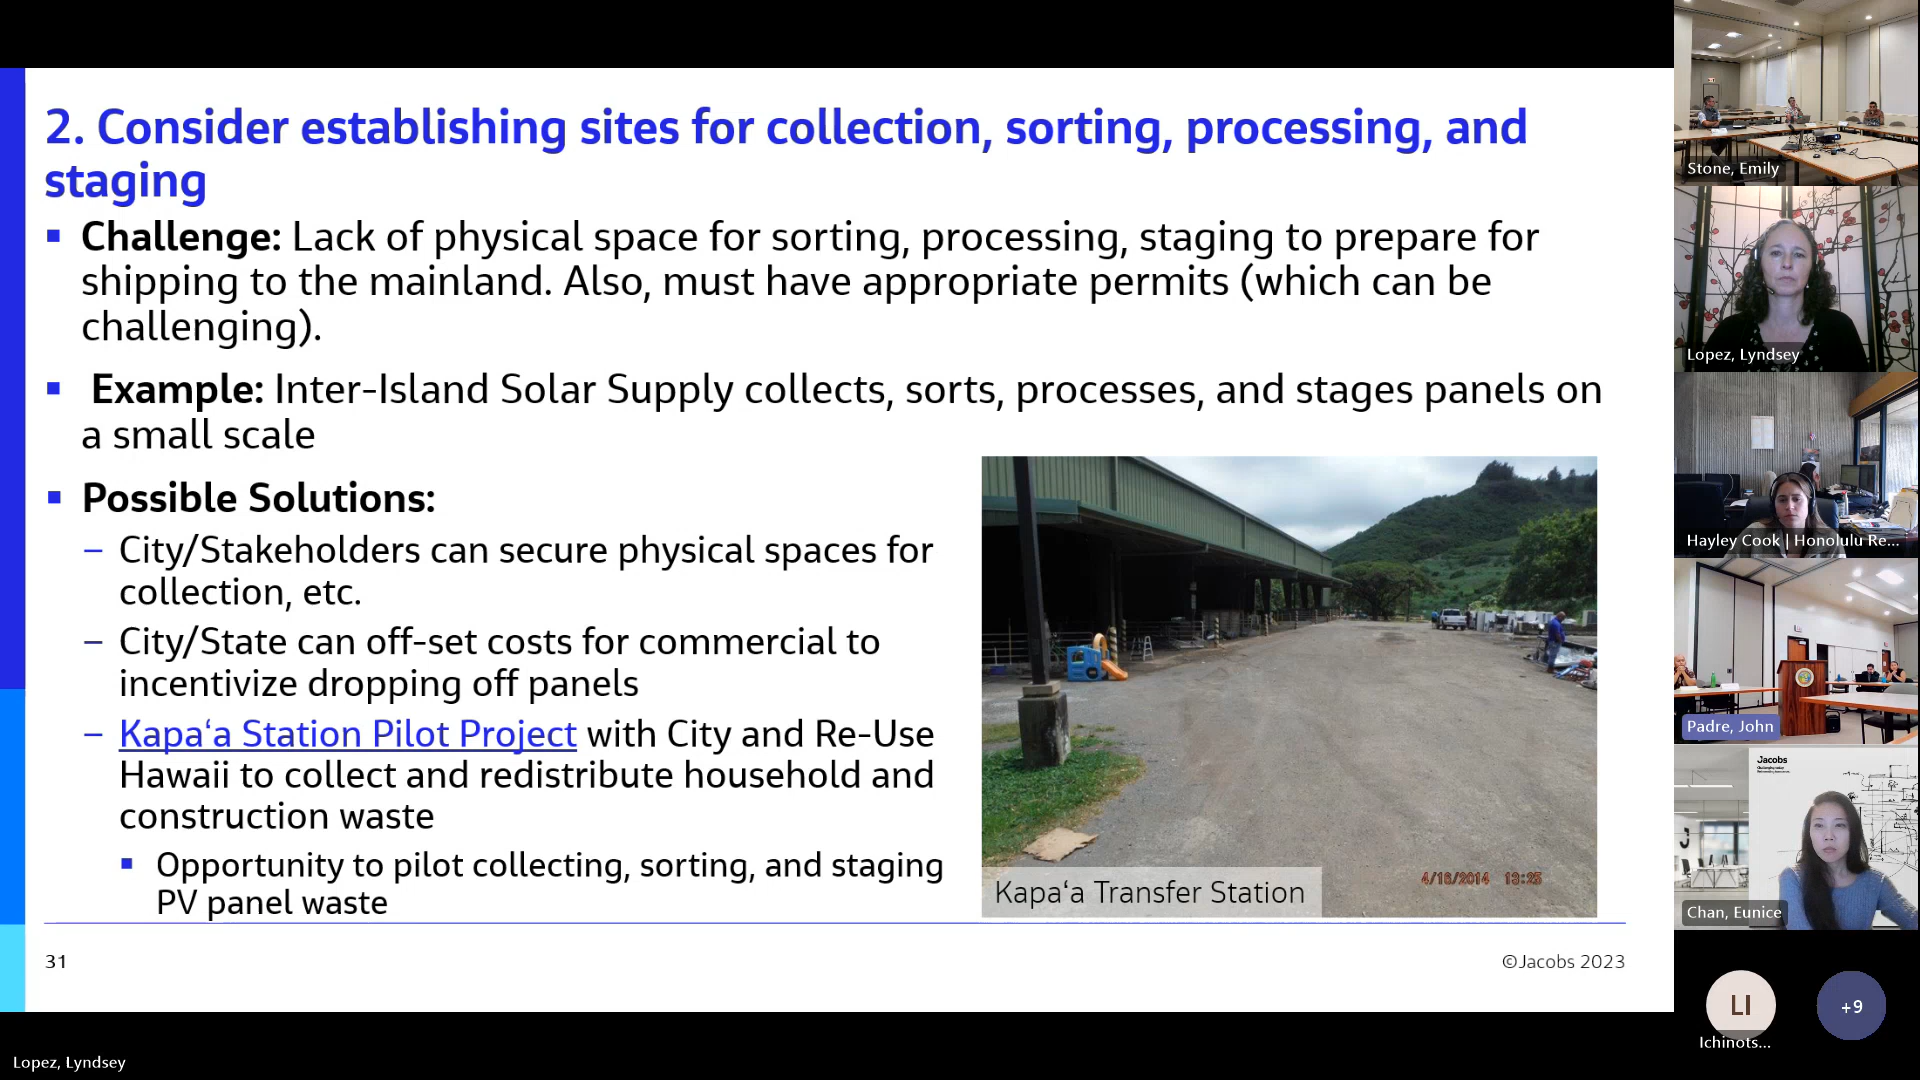 2. Consider establishing sites for collection, sorting, processing, and
staging
▪ Challenge: Lack of physical space for sorting, processing, staging to prepare for
shipping to the mainland. Also, must have appropriate permits (which can be
challenging).
▪ Example: Inter-Island Solar Supply collects, sorts, processes, and stages panels on
a small scale
▪ Possible Solutions:
– City/Stakeholders can secure physical spaces for
collection, etc.
– City/State can off-set costs for commercial to
incentivize dropping off panels
– Kapaʻa Station Pilot Project with City and Re-Use
Hawaii to collect and redistribute household and
construction waste
▪ Opportunity to pilot collecting, sorting, and staging
PV panel waste
4/16/2014 13:25
Kapaʻa Transfer Station
31
©Jacobs 2023
Stone, Emily
Lopez, Lyndsey
Hayley Cook | Honolulu Re...
Padre, John
Jacobs
Chan, Eunice
LI
+9
Ichinots...
Lopez, Lyndsey